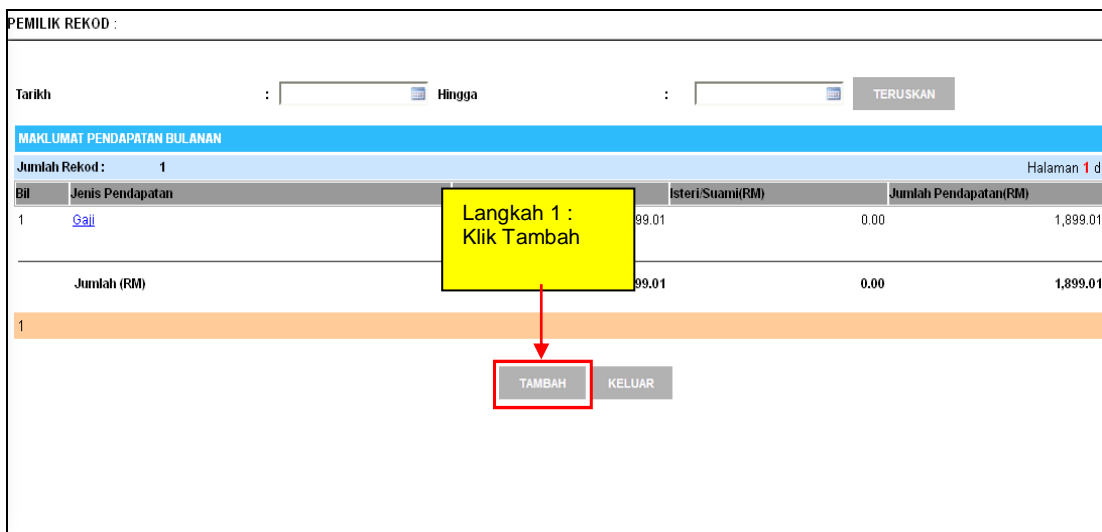 PEMILIK REKOD :
Tarikh : Hingga : TERUSKAN
MAKLUMAT PENDAPATAN BULANAN
Jumlah Rekod : 1 Halaman 1 d
Bil Jenis Pendapatan Isteri/Suami(RM) Jumlah Pendapatan(RM)
1 Gaji 99.01 0.00 1,899.01
Langkah 1 :
Klik Tambah
Jumlah (RM) 99.01 0.00 1,899.01
1
TAMBAH KELUAR